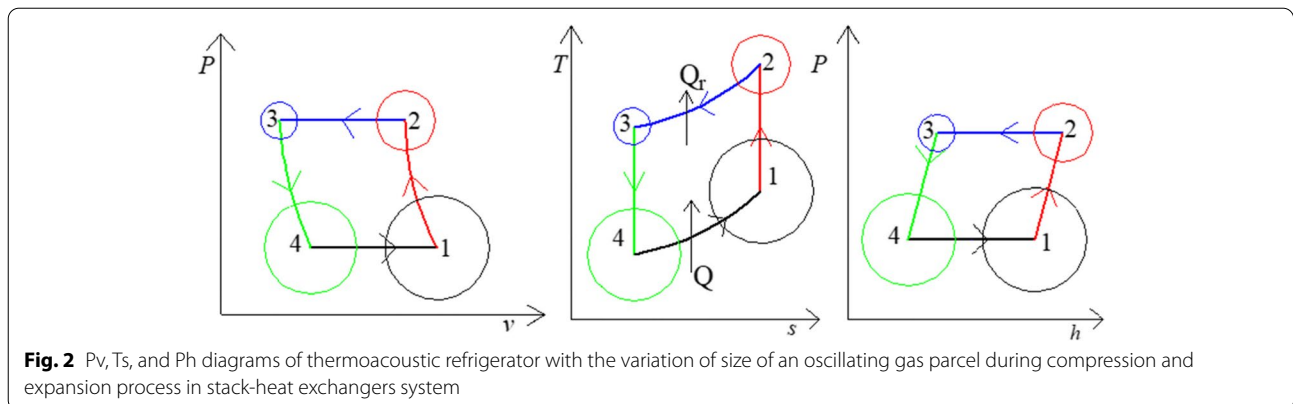 P
3
2
4
1
v
T
Qr
2
3
1
4
Q
s
P
3
2
4
1
h
Fig. 2 Pv, Ts, and Ph diagrams of thermoacoustic refrigerator with the variation of size of an oscillating gas parcel during compression and
expansion process in stack-heat exchangers system